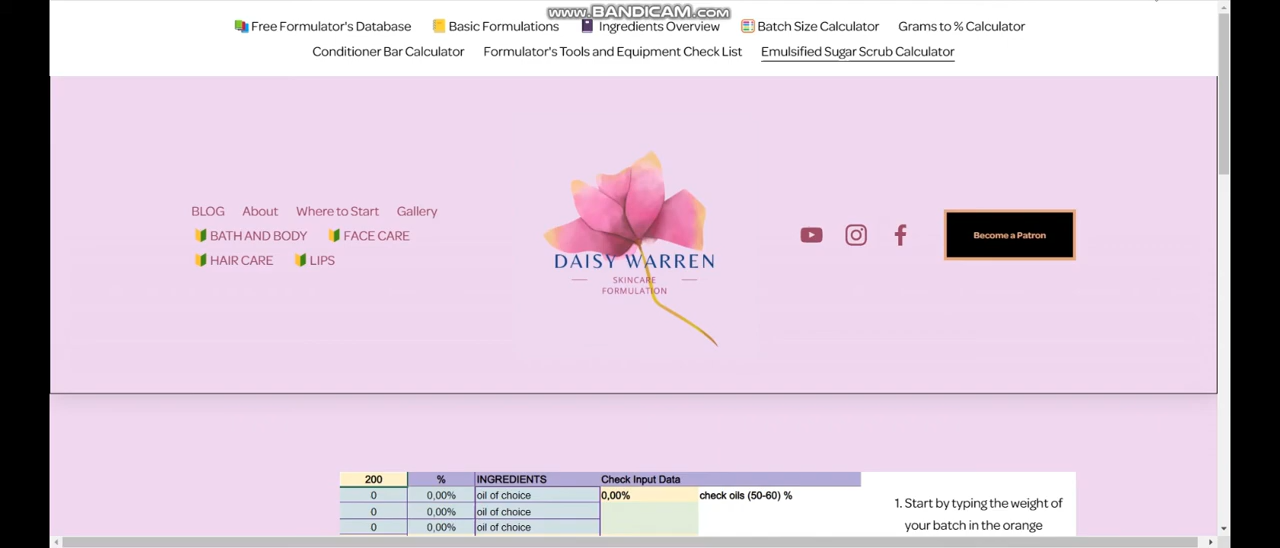 www.BANDICAM.com
Free Formulator's Database Basic Formulations Ingredients Overview Batch Size Calculator Grams to % Calculator
Conditioner Bar Calculator Formulator's Tools and Equipment Check List Emulsified Sugar Scrub Calculator
BLOG About Where to Start Gallery
BATH AND BODY FACE CARE
HAIR CARE LIPS
DAISY WARREN
SKINCARE
FORMULATION
Become a Patron
200 % INGREDIENTS Check Input Data
0 0,00% oil of choice 0,00% check oils (50-60) %
0 0,00% oil of choice
0 0,00% oil of choice
1. Start by typing the weight of
your batch in the orange